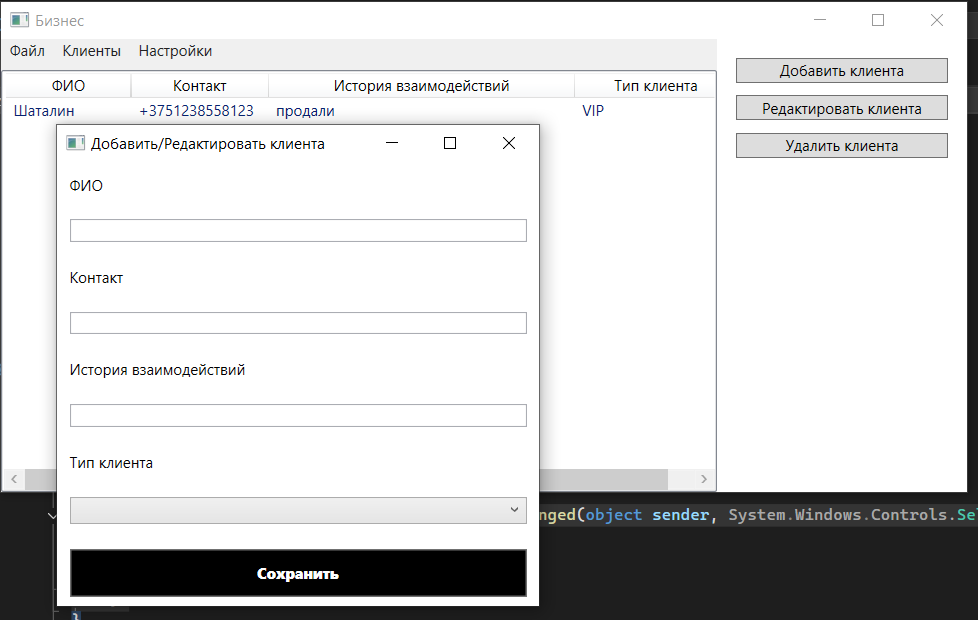 Бизнес
Файл Клиенты Настройки
ФИО Контакт История взаимодействий Тип клиента
Шаталин +3751238558123 продали VIP
Добавить клиента
Редактировать клиента
Удалить клиента
Добавить/Редактировать клиента
ФИО
Контакт
История взаимодействий
Тип клиента
Сохранить
nged(object sender, System.Windows.Controls.Se
}